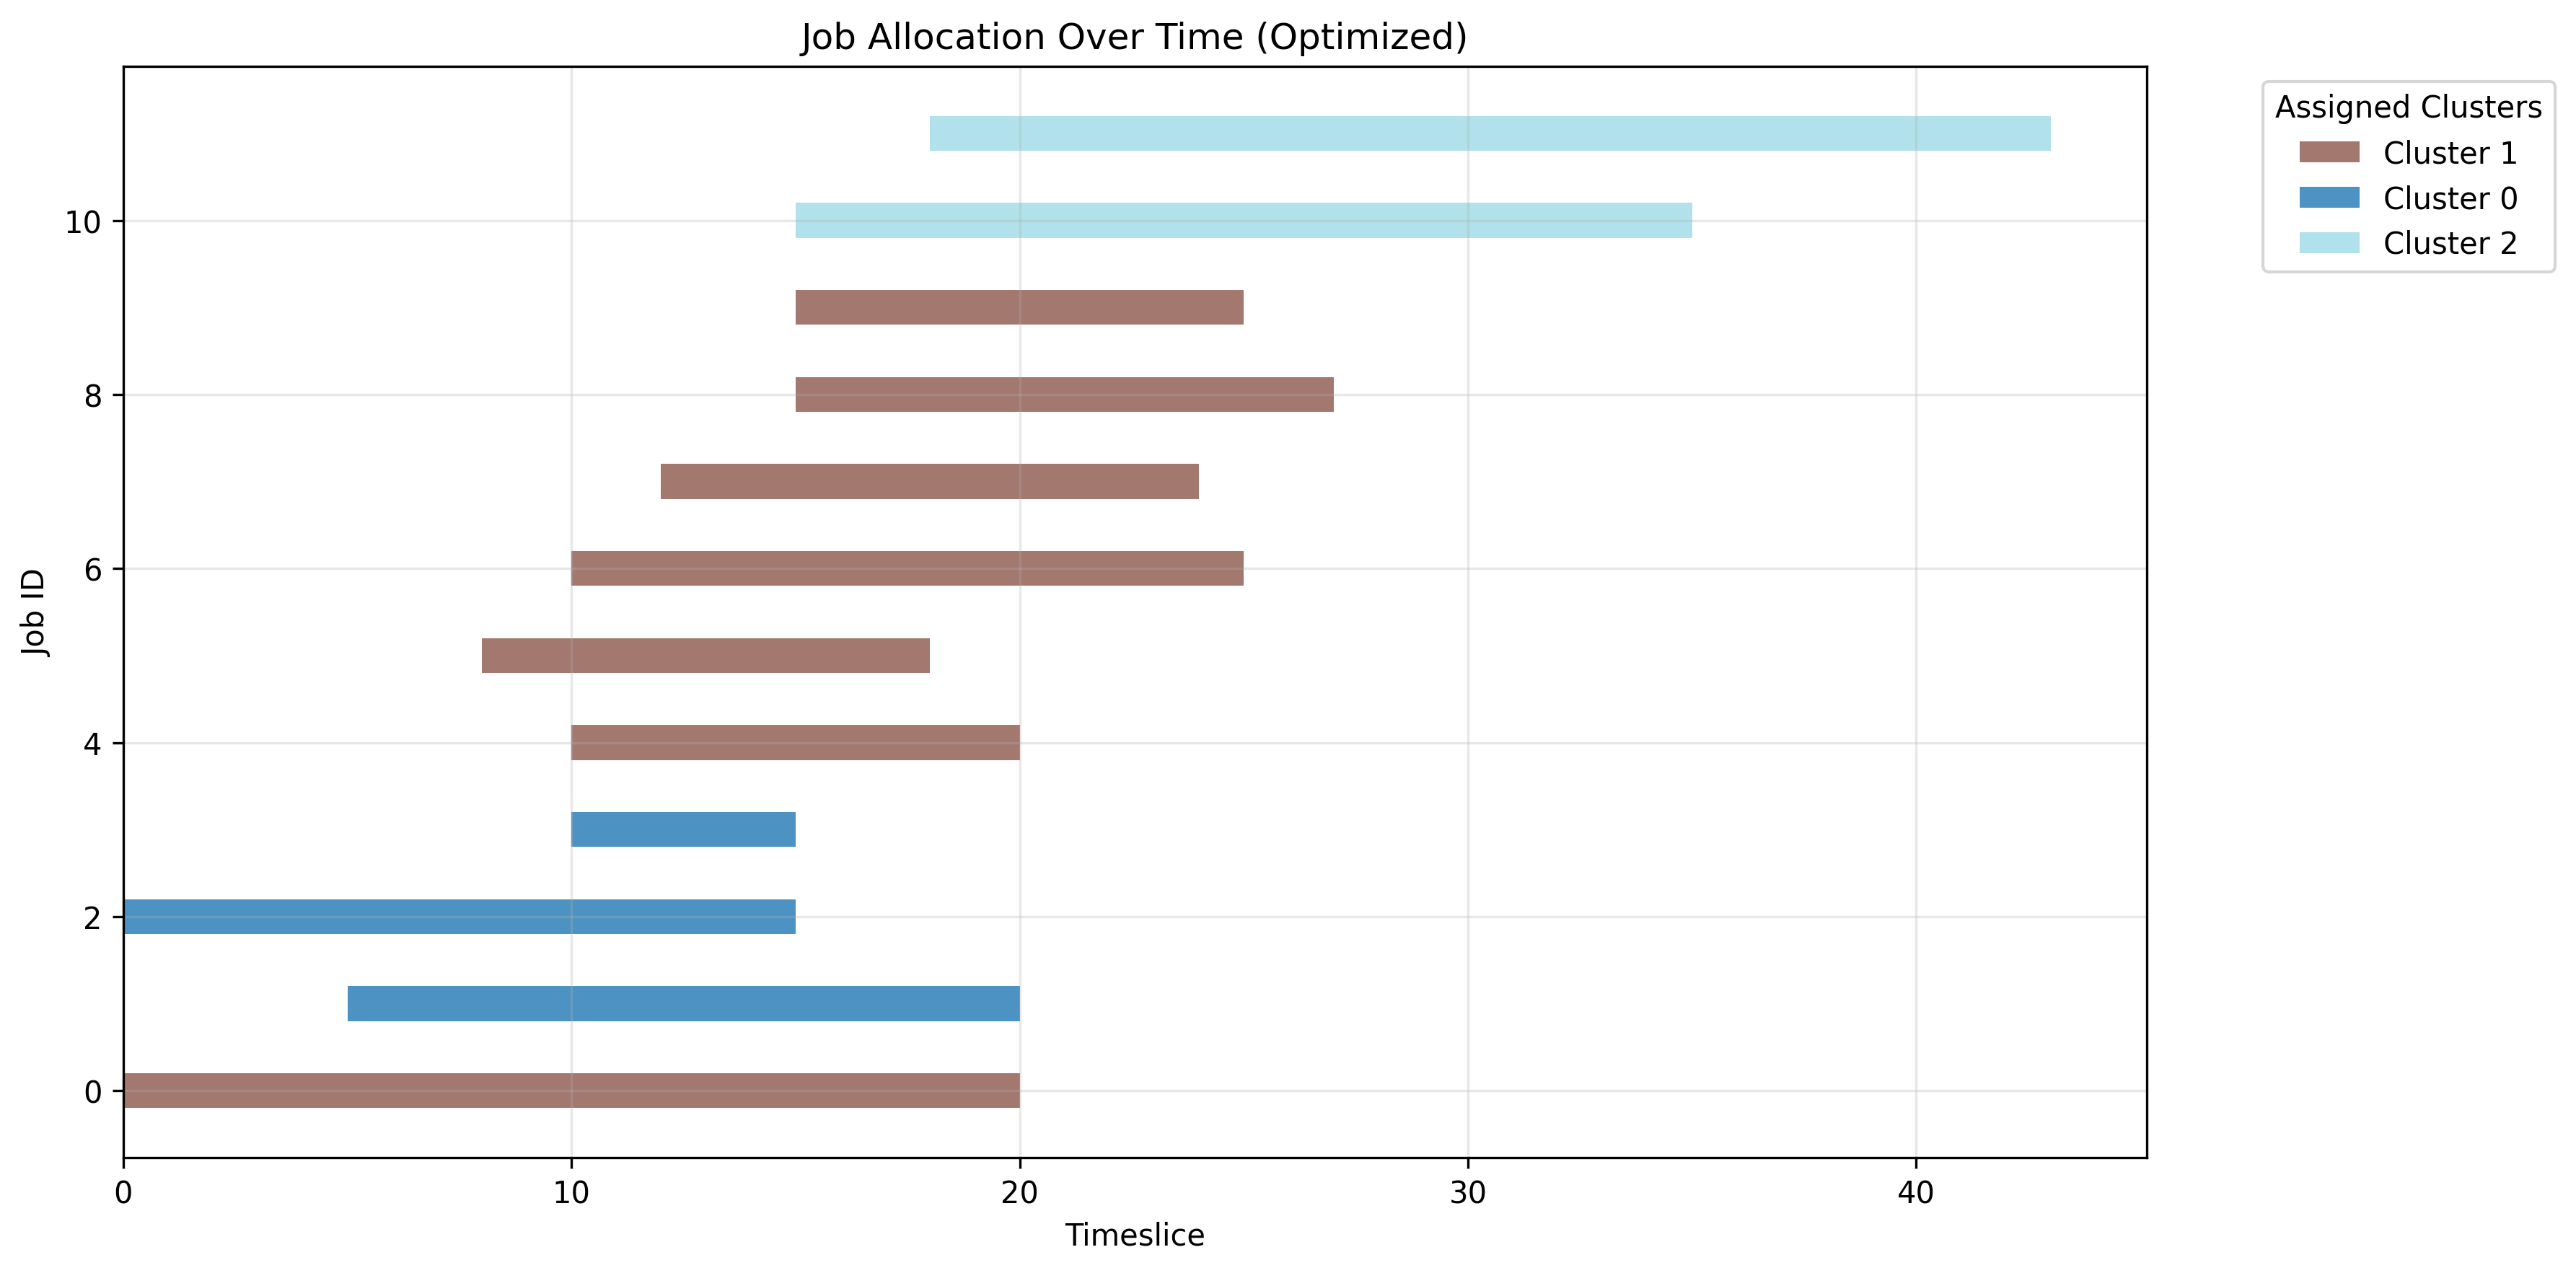 Job Allocation Over Time (Optimized)
Assigned Clusters
Cluster 1
Cluster 0
Cluster 2
Job ID
10
8
6
4
2
0
0 10 20 30 40
Timeslice